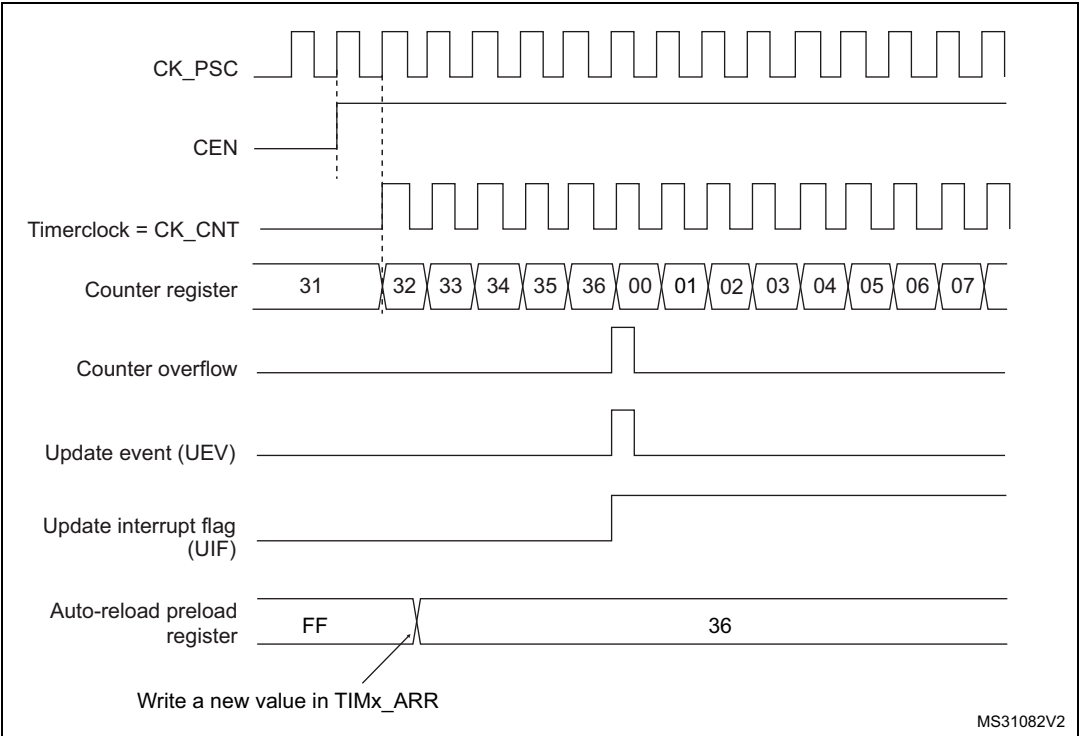 CK_PSC
CEN
Timerclock = CK_CNT
Counter register 31 32 33 34 35 36 00 01 02 03 04 05 06 07
Counter overflow
Update event (UEV)
Update interrupt flag
(UIF)
Auto-reload preload
register
FF 36
Write a new value in TIMx_ARR
MS31082V2